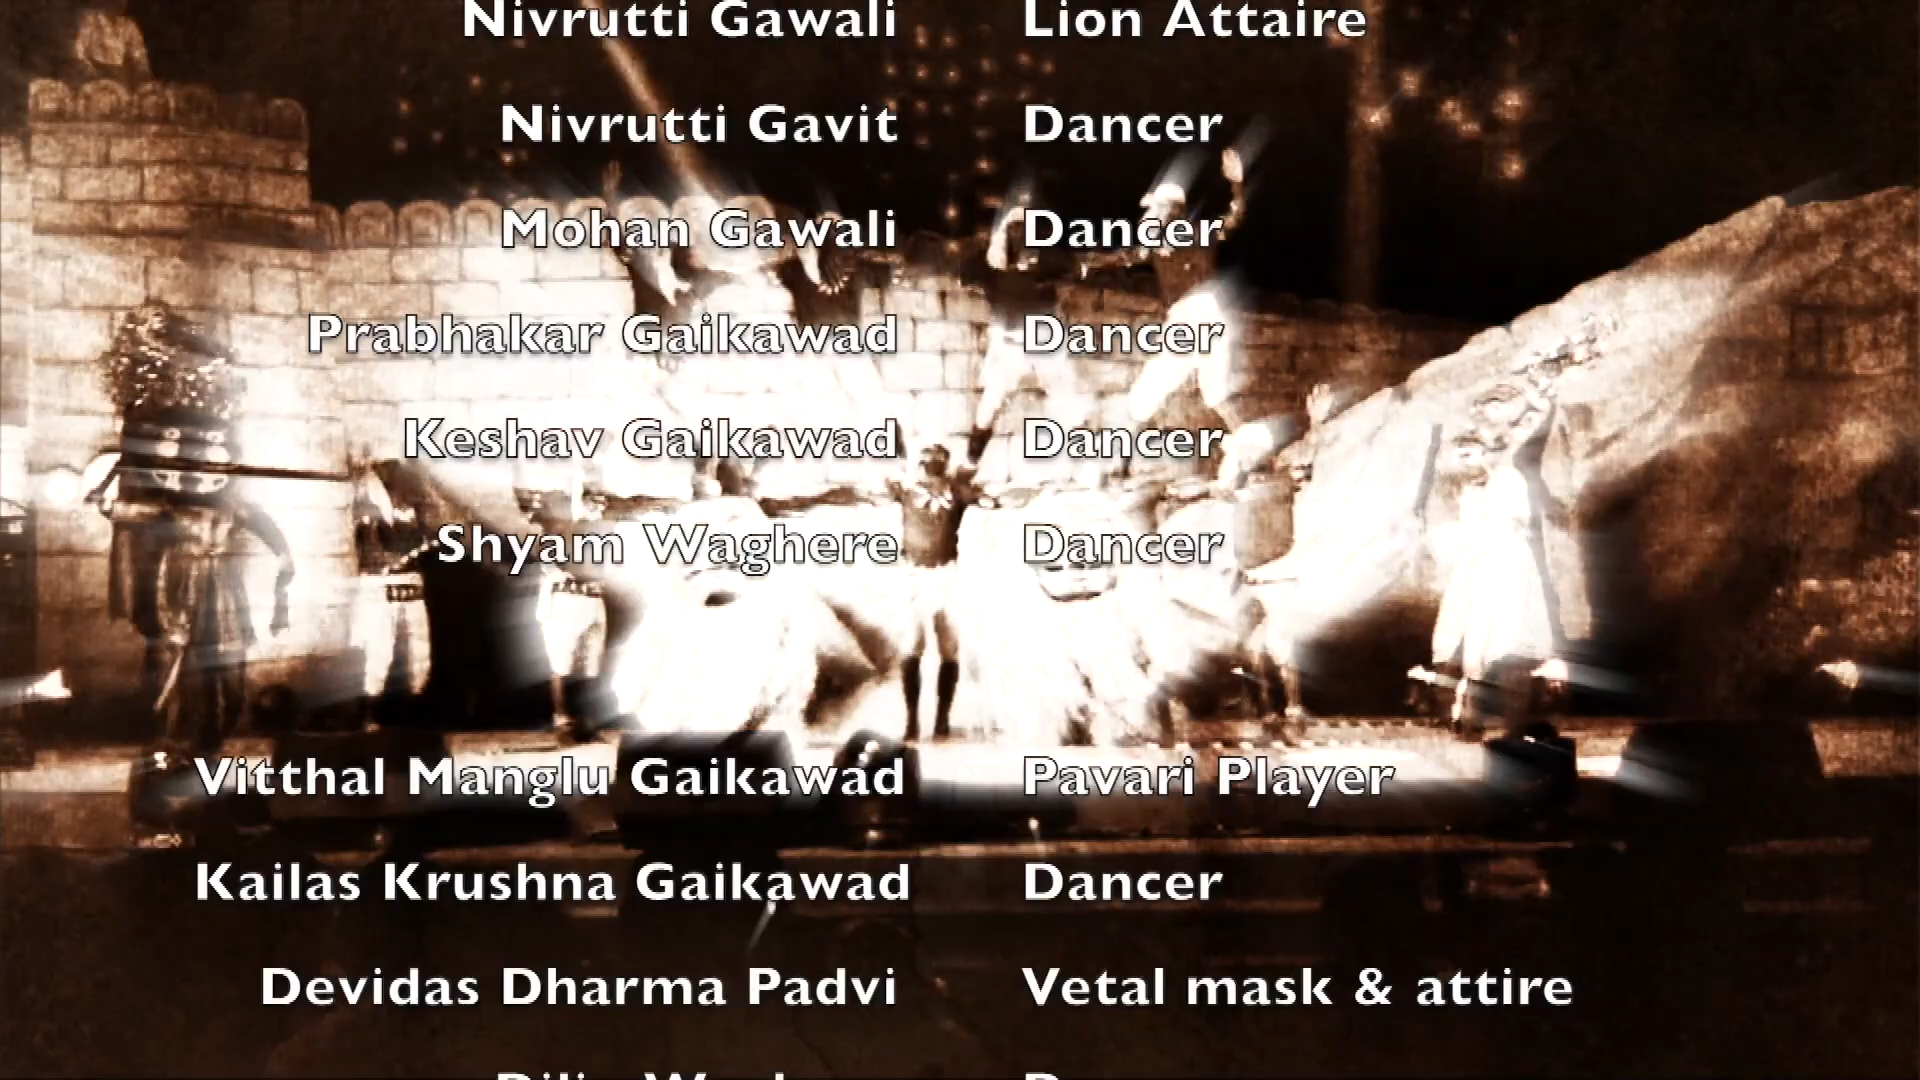 Nivrutti Gawali Lion Attaire
Nivrutti Gavit Dancer
Mohan Gawali Dancer
Prabhakar Gaikawad Dancer
Keshav Gaikawad Dancer
Shyam Waghere Dancer
Vitthal Manglu Gaikawad Pavari Player
Kailas Krushna Gaikawad Dancer
Devidas Dharma Padvi Vetal mask & attire